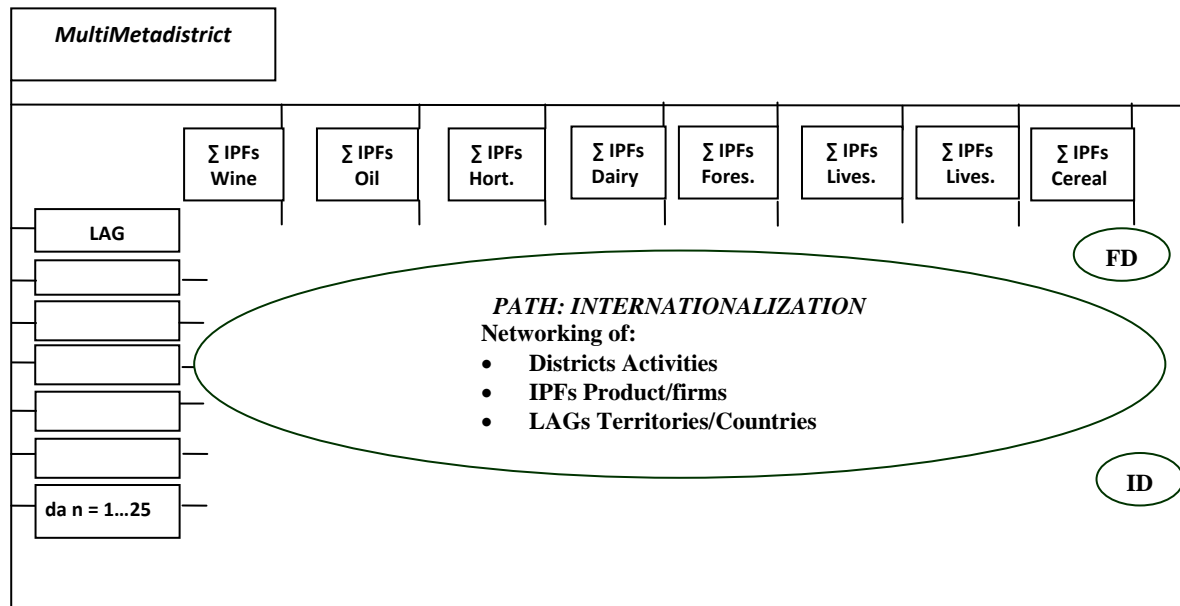 MultiMetadistrict
∑ IPFs
Wine
∑ IPFs
Oil
∑ IPFs
Hort.
∑ IPFs
Dairy
∑ IPFs
Fores.
∑ IPFs
Lives.
∑ IPFs
Lives.
∑ IPFs
Cereal
LAG
FD
PATH: INTERNATIONALIZATION
Networking of:
• Districts Activities
• IPFs Product/firms
• LAGs Territories/Countries
ID
da n = 1...25